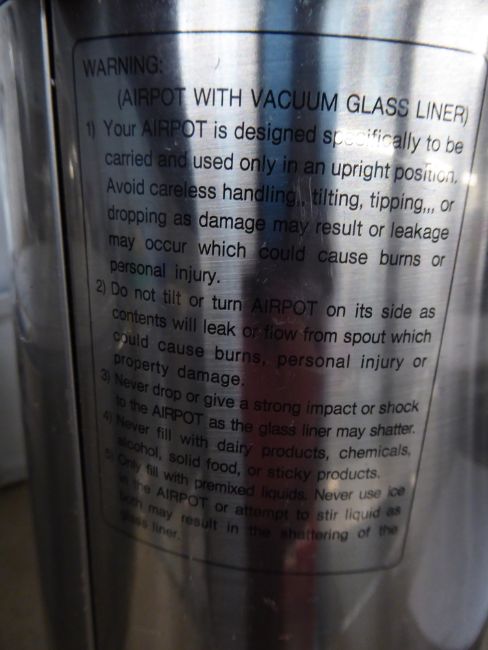 WARNING:
(AIRPOT WITH VACUUM GLASS LINER)
1) Your AIRPOT is designed specifically to be
carried and used only in an upright position.
Avoid careless handling,, tilting, tipping,,, or
dropping as damage may result or leakage
may occur which could cause burns or
personal injury.
2) Do not tilt or turn AIRPOT on its side as
contents will leak or flow from spout which
could cause burns, personal injury or
property damage.
3) Never drop or give a strong impact or shock
to the AIRPOT as the glass liner may shatter.
4) Never fill with dairy products, chemicals,
alcohol, solid food, or sticky products.
5) Only fill with premixed liquids. Never use ice
in the AIRPOT or attempt to stir liquid as
both may result in the shattering of the
glass liner.